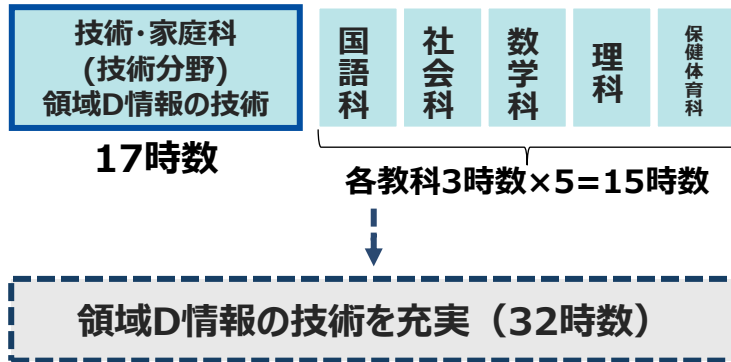 技術・家庭科
(技術分野)
領域D情報の技術
17時数
国語科
社会科
数学科
理科
保健体育科
各教科3時数×5=15時数
領域D情報の技術を充実（32時数）